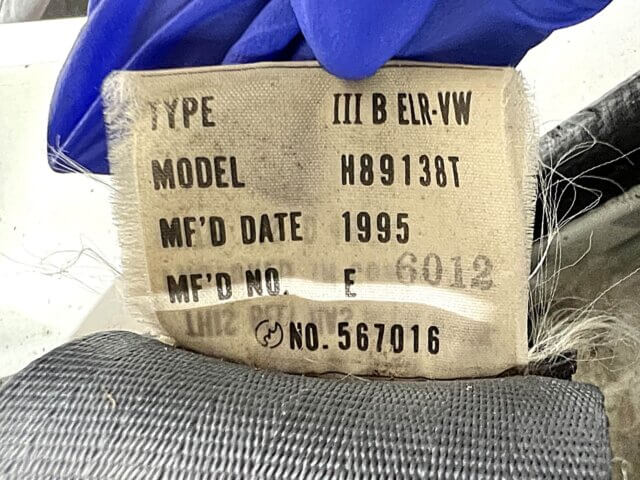 TYPE III B ELR-VW
MODEL H89138T
MF'D DATE 1995
MF'D NO. E 6012
NO. 567016